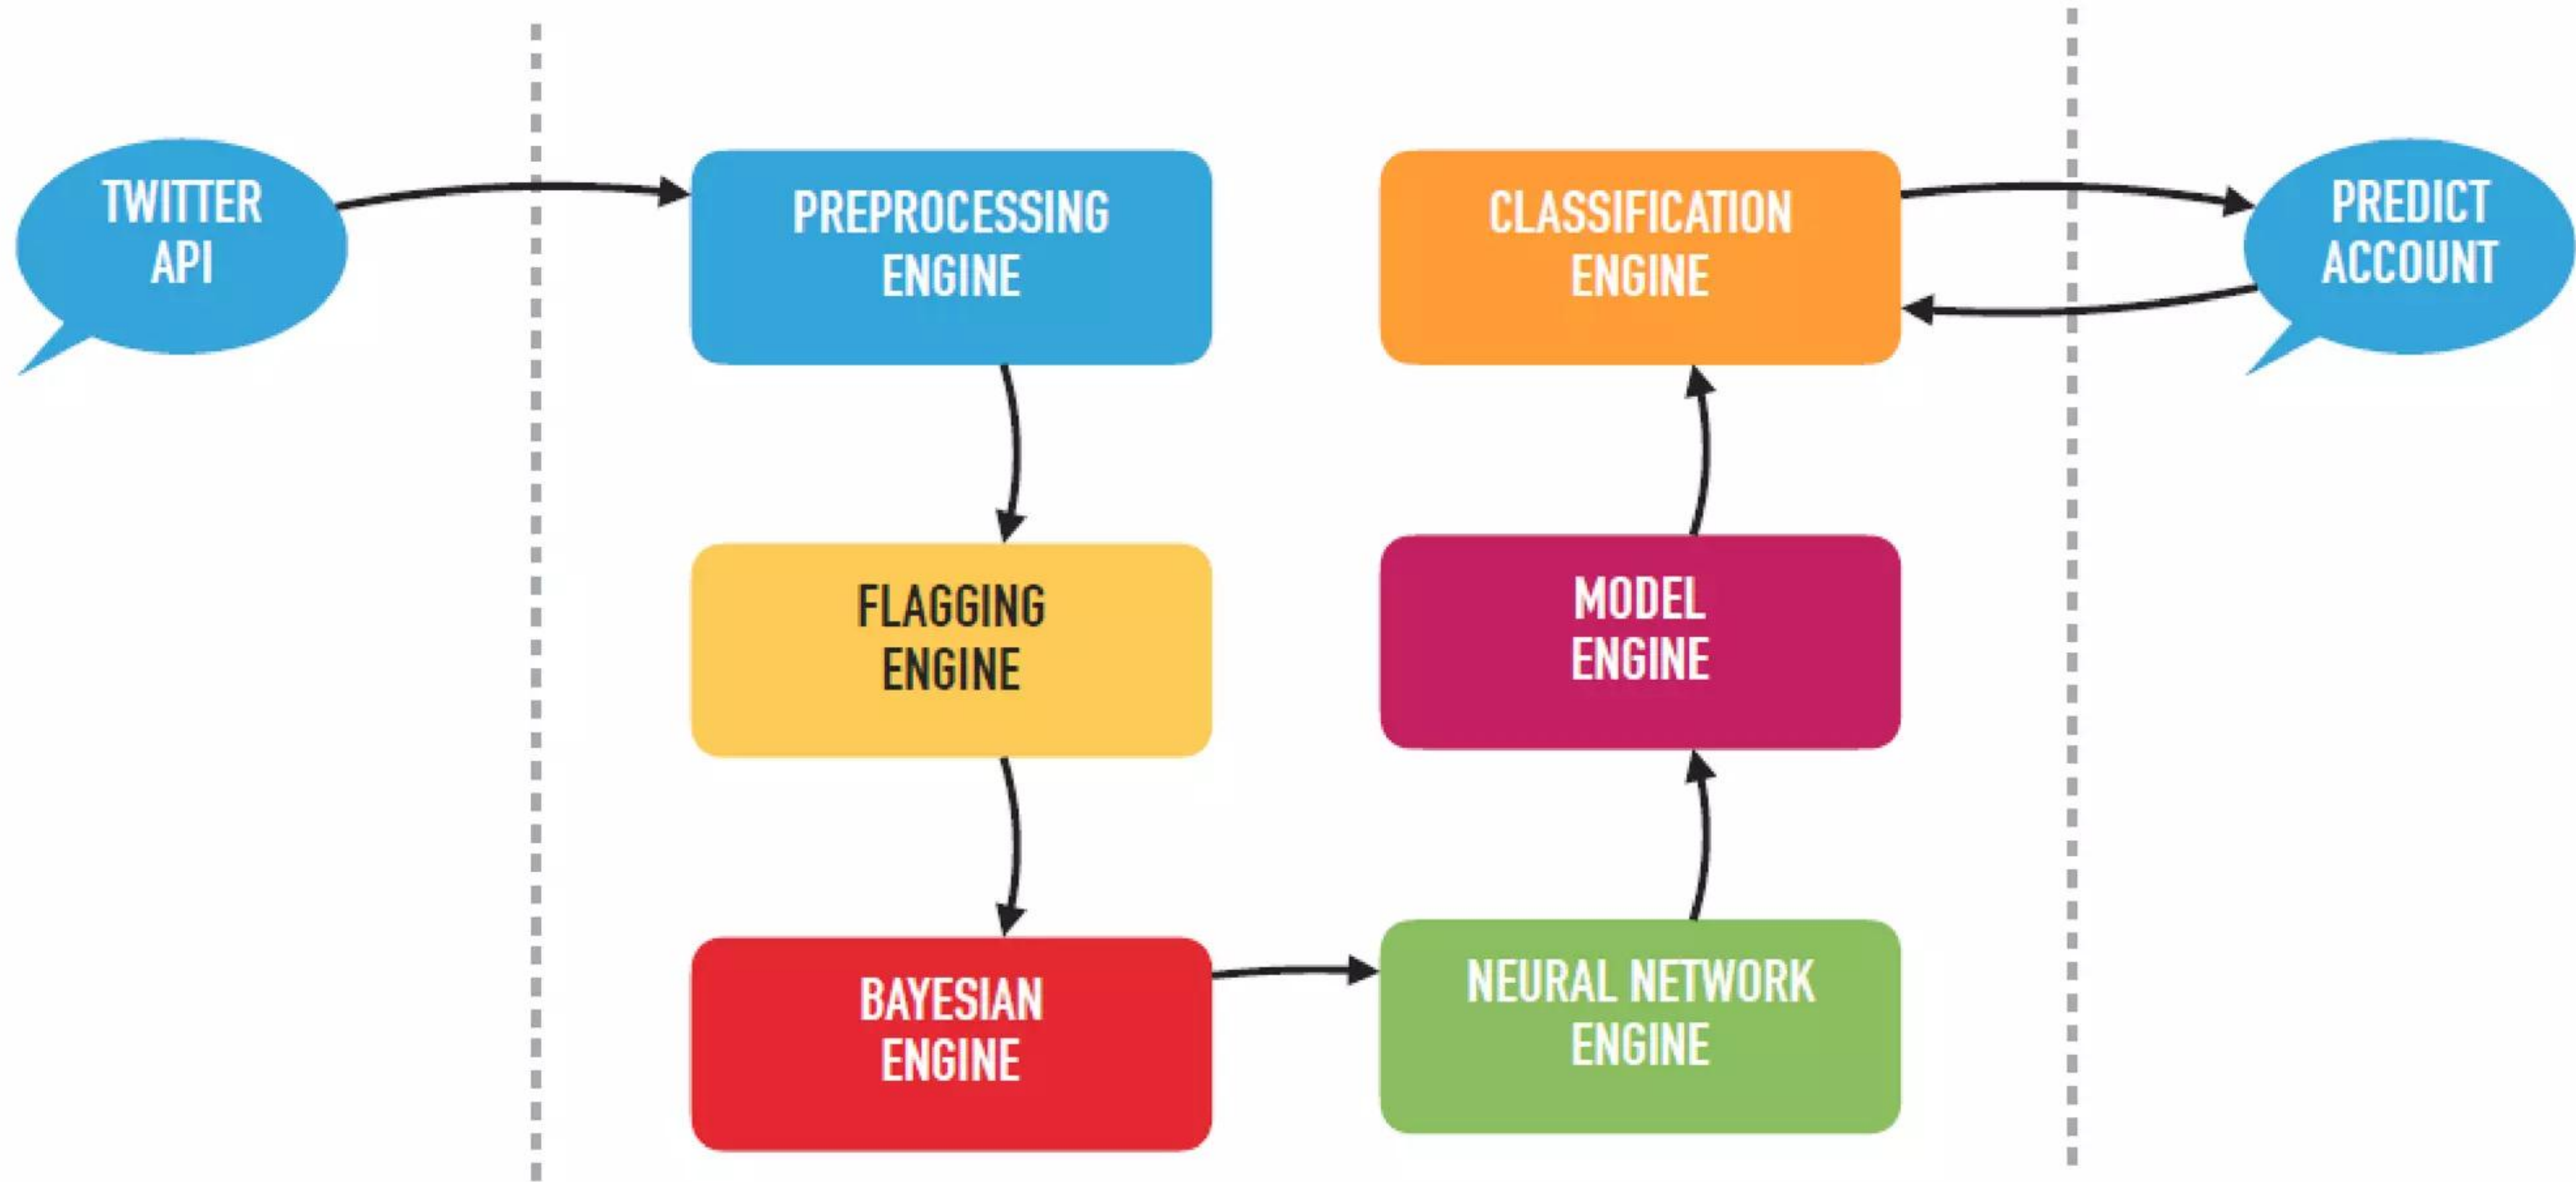 TWITTER
API
PREPROCESSING
ENGINE
FLAGGING
ENGINE
BAYESIAN
ENGINE
NEURAL NETWORK
ENGINE
MODEL
ENGINE
CLASSIFICATION
ENGINE
PREDICT
ACCOUNT